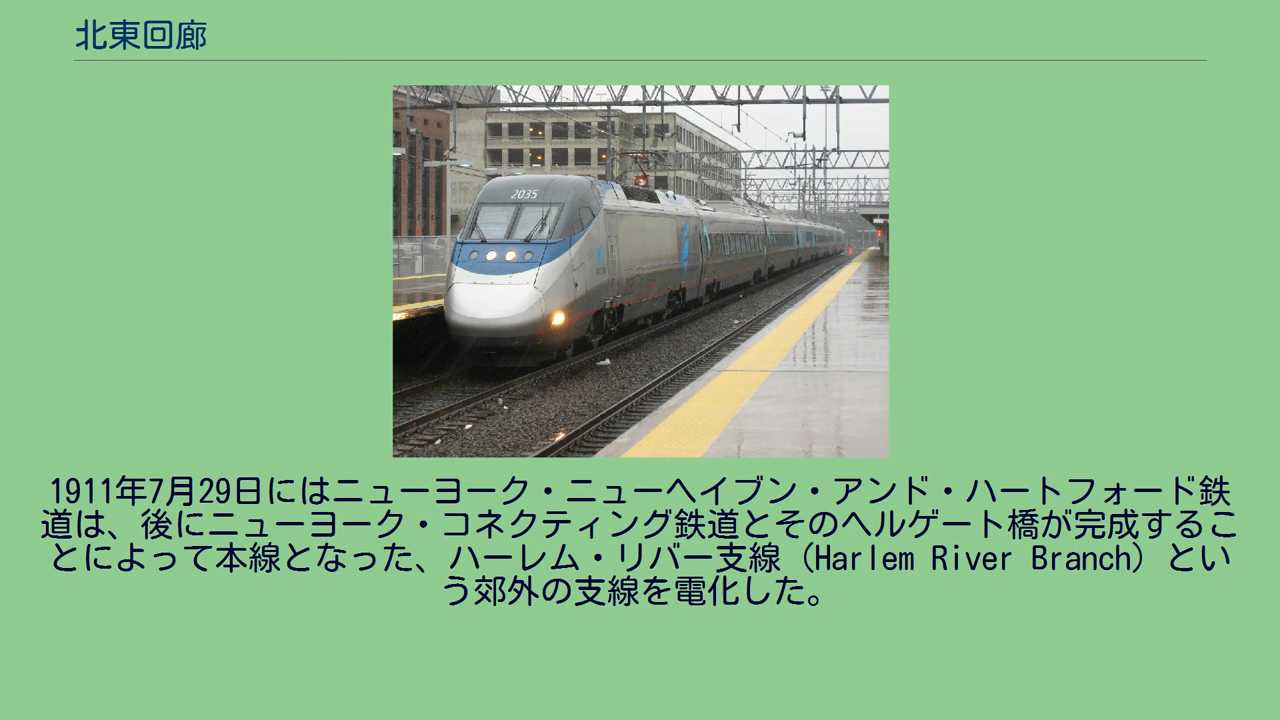 北東回廊
2035
1911年7月29日にはニューヨーク・ニューヘイブン・アンド・ハートフォード鉄
道は、後にニューヨーク・コネクティング鉄道とそのヘルゲート橋が完成するこ
とによって本線となった、ハーレム・リバー支線（Harlem River Branch）とい
う郊外の支線を電化した。